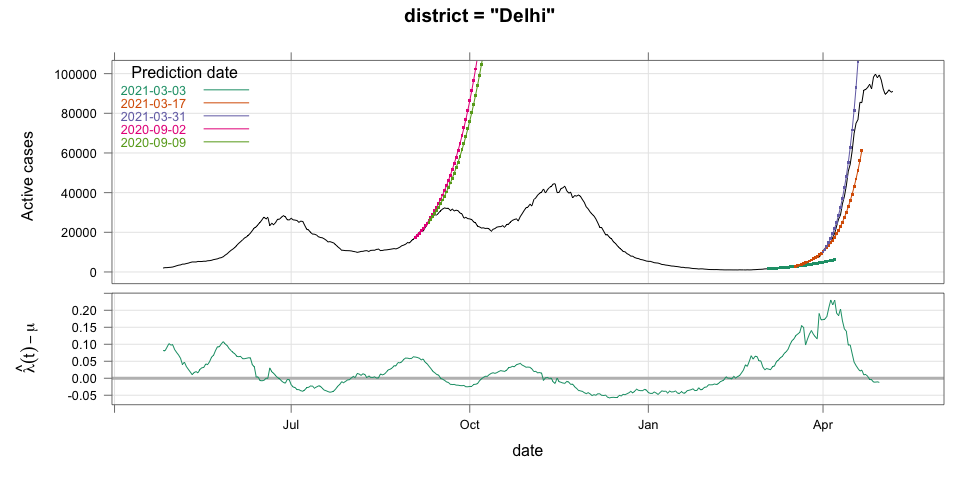 district = "Delhi"
Prediction date
2021-03-03
2021-03-17
2021-03-31
2020-09-02
2020-09-09
Active cases
100000
80000
60000
40000
20000
0
λ̂(t) − μ
0.20
0.15
0.10
0.05
0.00
-0.05
Jul Oct Jan Apr
date